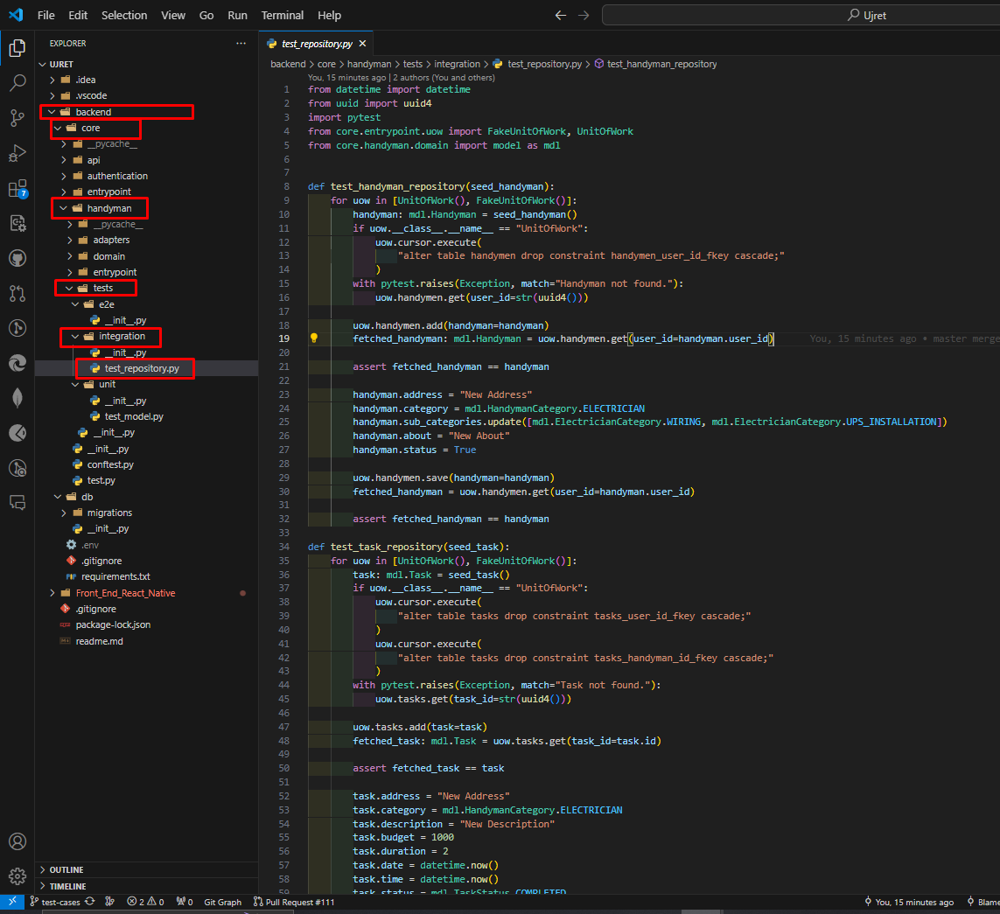 File Edit Selection View Go Run Terminal Help
Ujret
EXPLORER
UJRET
.idea
.vscode
backend
core
__pycache__
api
authentication
entrypoint
handyman
__pycache__
adapters
domain
entrypoint
tests
e2e
__init__.py
integration
__init__.py
test_repository.py
unit
__init__.py
test_model.py
__init__.py
__init__.py
conftest.py
test.py
db
migrations
__init__.py
.env
.gitignore
requirements.txt
Front_End_React_Native
.gitignore
package-lock.json
readme.md
OUTLINE
TIMELINE
7
test_repository.py
backend > core > handyman > tests > integration > test_repository.py > test_handyman_repository
You, 15 minutes ago | 2 authors (You and others)
1 from datetime import datetime
2 from uuid import uuid4
3 import pytest
4 from core.entrypoint.uow import FakeUnitOfWork, UnitOfWork
5 from core.handyman.domain import model as mdl
6
7
8 def test_handyman_repository(seed_handyman):
9 for uow in [UnitOfWork(), FakeUnitOfWork()]:
10 handyman: mdl.Handyman = seed_handyman()
11 if uow.__class__.__name__ == "UnitOfWork":
12 uow.cursor.execute(
13 "alter table handymen drop constraint handymen_user_id_fkey cascade;"
14 )
15 with pytest.raises(Exception, match="Handyman not found."):
16 uow.handymen.get(user_id=str(uuid4()))
17
18 uow.handymen.add(handyman=handyman)
19 fetched_handyman: mdl.Handyman = uow.handymen.get(user_id=handyman.user_id) You, 15 minutes ago • master merge
20
21 assert fetched_handyman == handyman
22
23 handyman.address = "New Address"
24 handyman.category = mdl.HandymanCategory.ELECTRICIAN
25 handyman.sub_categories.update([mdl.ElectricianCategory.WIRING, mdl.ElectricianCategory.UPS_INSTALLATION])
26 handyman.about = "New About"
27 handyman.status = True
28
29 uow.handymen.save(handyman=handyman)
30 fetched_handyman = uow.handymen.get(user_id=handyman.user_id)
31
32 assert fetched_handyman == handyman
33
34 def test_task_repository(seed_task):
35 for uow in [UnitOfWork(), FakeUnitOfWork()]:
36 task: mdl.Task = seed_task()
37 if uow.__class__.__name__ == "UnitOfWork":
38 uow.cursor.execute(
39 "alter table tasks drop constraint tasks_user_id_fkey cascade;"
40 )
41 uow.cursor.execute(
42 "alter table tasks drop constraint tasks_handyman_id_fkey cascade;"
43 )
44 with pytest.raises(Exception, match="Task not found."):
45 uow.tasks.get(task_id=str(uuid4()))
46
47 uow.tasks.add(task=task)
48 fetched_task: mdl.Task = uow.tasks.get(task_id=task.id)
49
50 assert fetched_task == task
51
52 task.address = "New Address"
53 task.category = mdl.HandymanCategory.ELECTRICIAN
54 task.description = "New Description"
55 task.budget = 1000
56 task.duration = 2
57 task.date = datetime.now()
58 task.time = datetime.now()
59 task.status = mdl.TaskStatus.COMPLETED
test-cases 2 0 0 Git Graph Pull Request #111 You, 15 minutes ago Blame